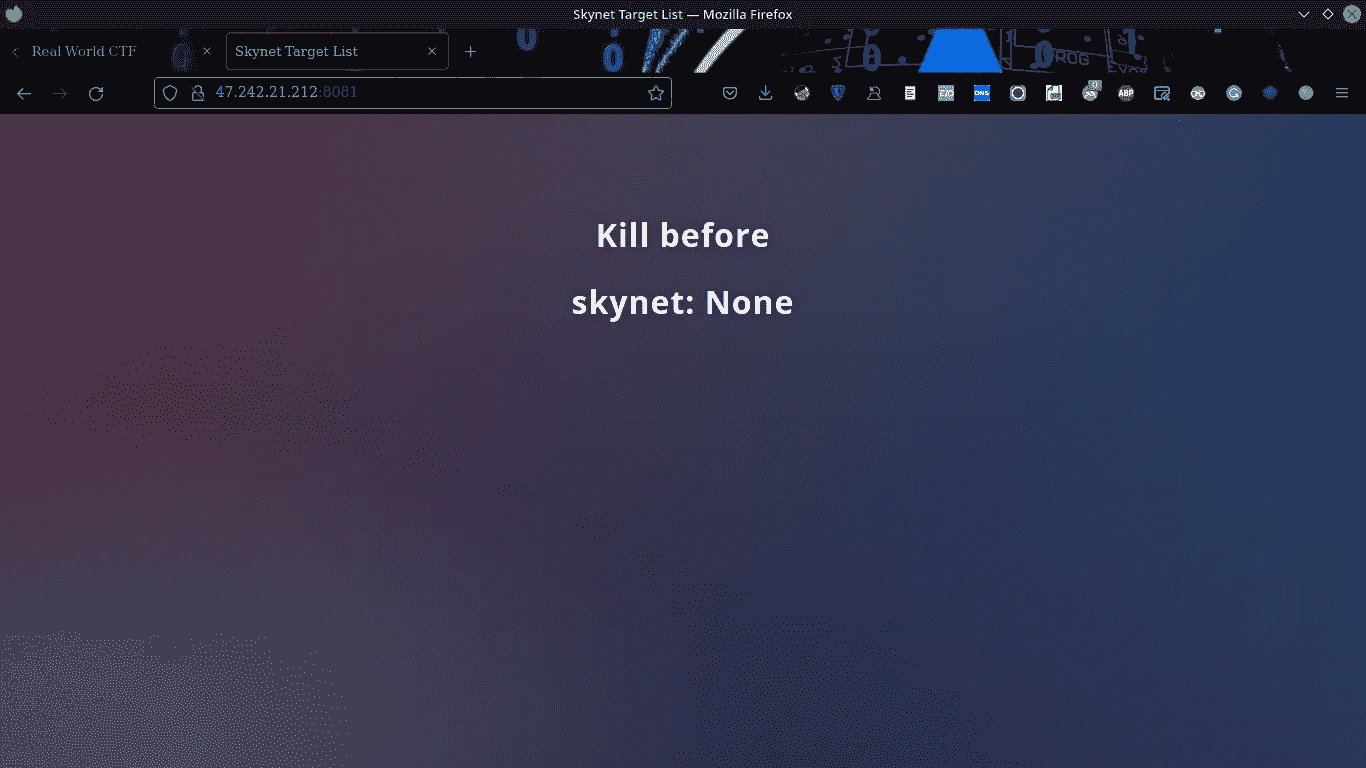 Skynet Target List — Mozilla Firefox
Real World CTF
Skynet Target List
47.242.21.212:8081
Kill before
skynet: None